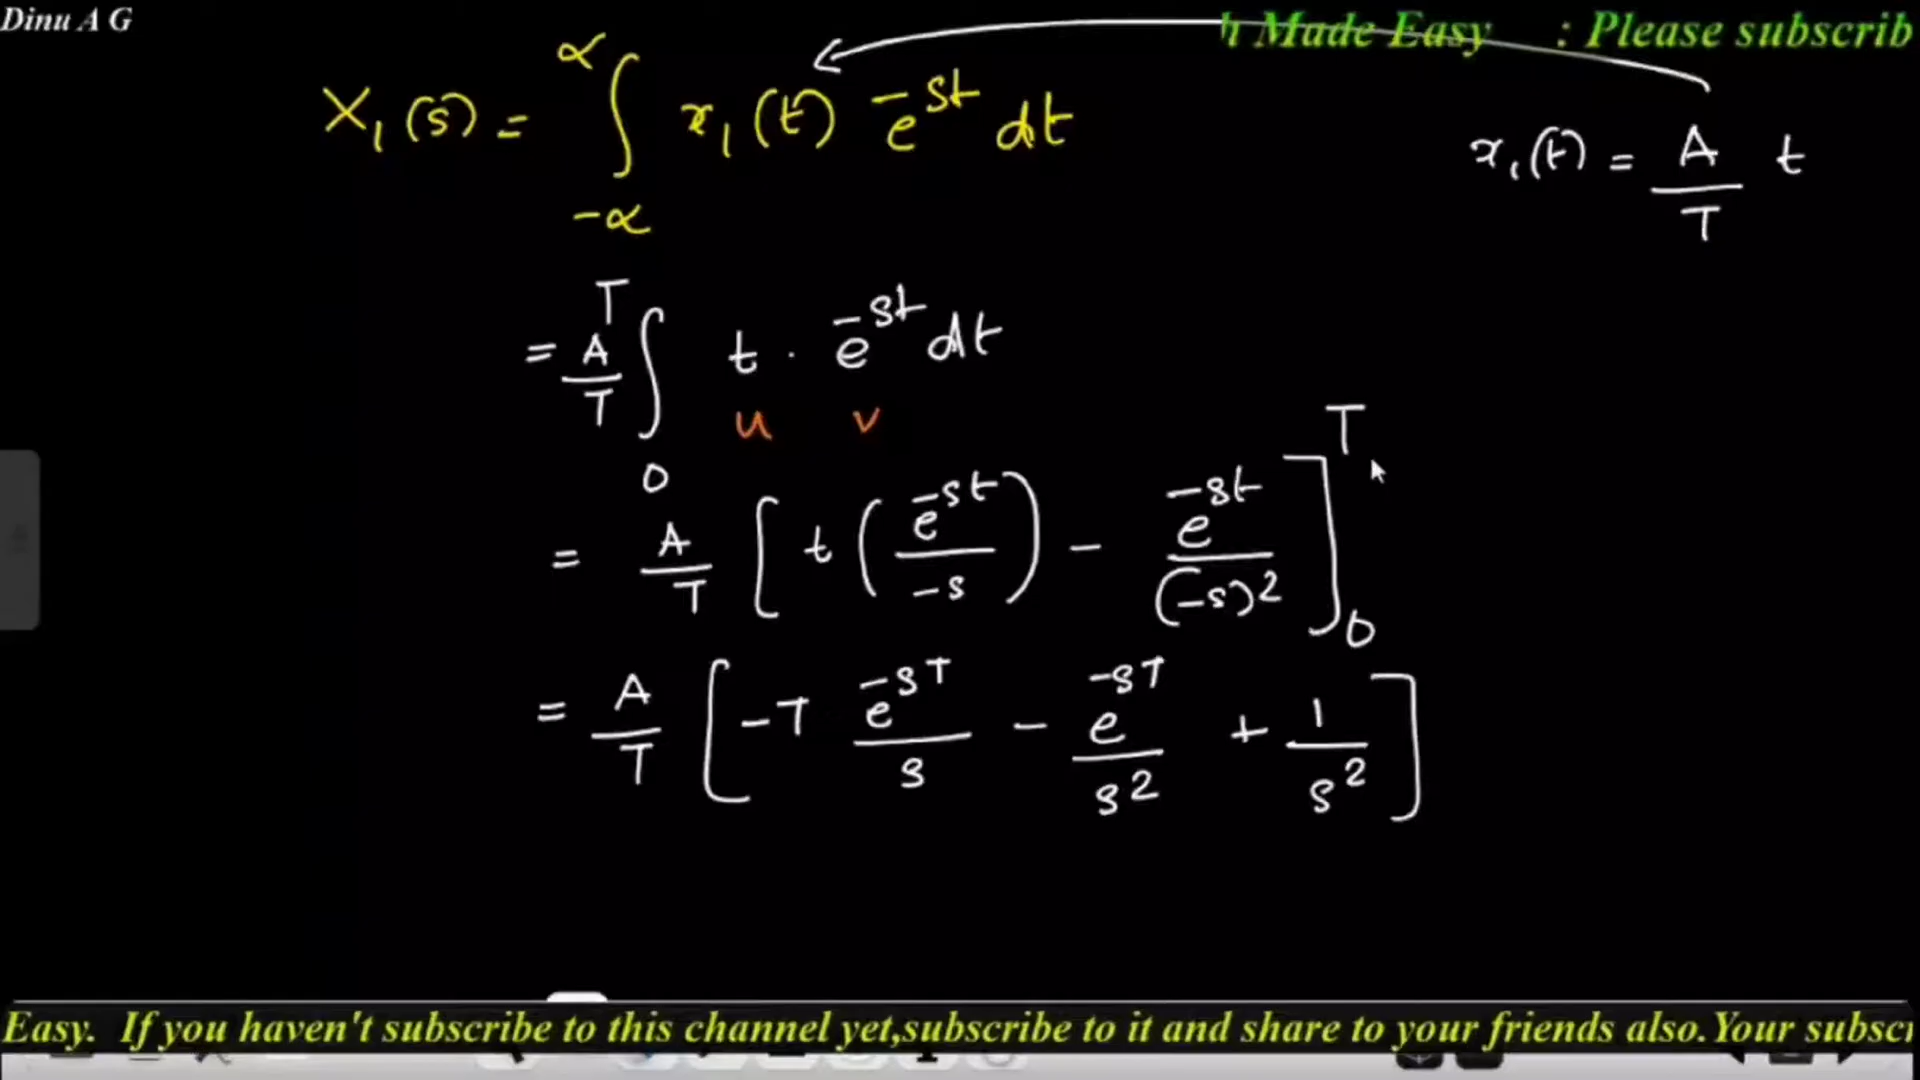 Dinu A G
h Made Easy : Please subscrib
X₁(s) = ∫_{-α}^{α} x₁(t) e^{-st} dt
x₁(t) = A/T t
= A/T ∫_{0}^{T} t · e^{-st} dt
u v
= A/T [ t ( e^{-st} / -s ) - e^{-st} / (-s)² ]_{0}^{T}
= A/T [ -T e^{-sT} / s - e^{-sT} / s² + 1 / s² ]
Easy. If you haven't subscribe to this channel yet,subscribe to it and share to your friends also.Your subsc